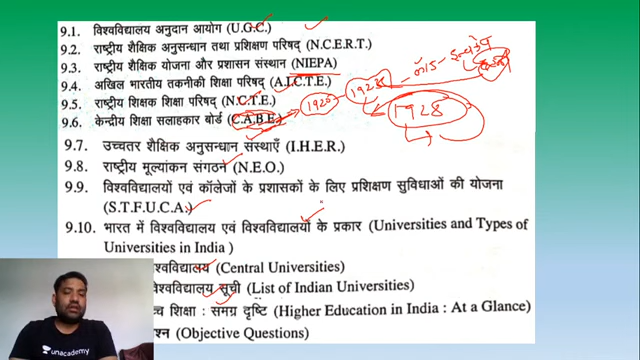 9.1. विश्वविद्यालय अनुदान आयोग (U.G.C.)
9.2. राष्ट्रीय शैक्षिक अनुसन्धान तथा प्रशिक्षण परिषद् (N.C.E.R.T.)
9.3. राष्ट्रीय शैक्षिक योजना और प्रशासन संस्थान (NIEPA)
9.4. अखिल भारतीय तकनीकी शिक्षा परिषद् (A.I.C.T.E.)
9.5. राष्ट्रीय शिक्षक शिक्षा परिषद् (N.C.T.E.)
9.6. केन्द्रीय शिक्षा सलाहकार बोर्ड (C.A.B.E.)
1920
1928
9.7. उच्चतर शैक्षिक अनुसन्धान संस्थाएँ (I.H.E.R.)
9.8. राष्ट्रीय मूल्यांकन संगठन (N.E.O.)
9.9. विश्वविद्यालयों एवं कॉलेजों के प्रशासकों के लिए प्रशिक्षण सुविधाओं की योजना
(S.T.F.U.C.A.)
9.10. भारत में विश्वविद्यालय एवं विश्वविद्यालयों के प्रकार (Universities and Types of
Universities in India)
वविद्यालय (Central Universities)
वविद्यालय सूची (List of Indian Universities)
च्च शिक्षा : समग्र दृष्टि (Higher Education in India : At a Glance)
श्न (Objective Questions)
unacademy